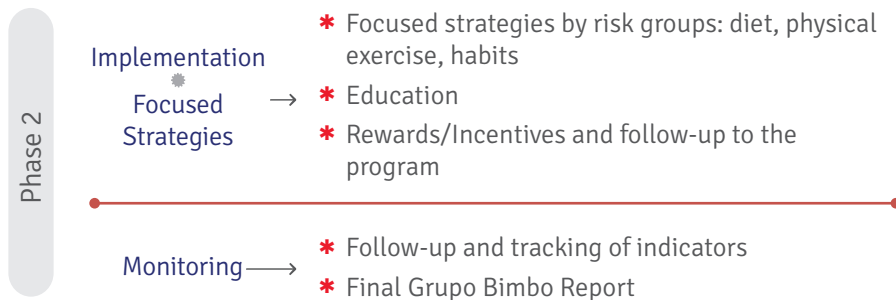 Phase 2
Implementation
Focused
Strategies
* Focused strategies by risk groups: diet, physical
exercise, habits
* Education
* Rewards/Incentives and follow-up to the
program
Monitoring
* Follow-up and tracking of indicators
* Final Grupo Bimbo Report